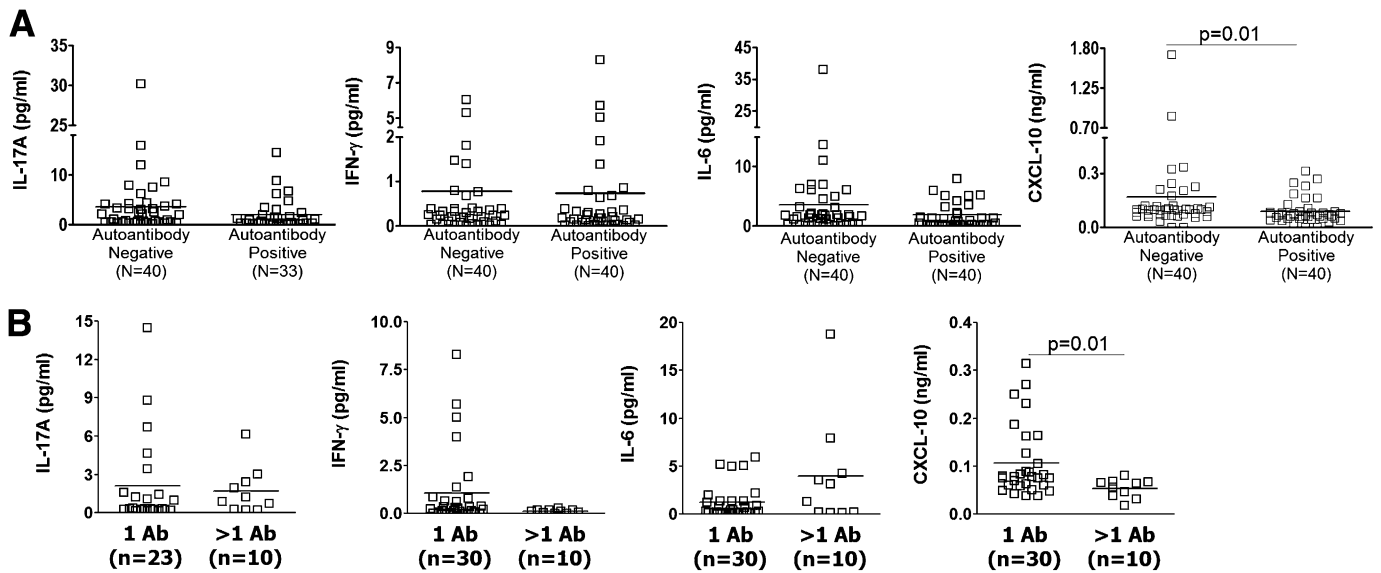 A
IL-17A (pg/ml)
35
30
25
10
0
Autoantibody
Negative
(N=40)
Autoantibody
Positive
(N=33)
IFN-γ (pg/ml)
9
7
5
2
1
0
Autoantibody
Negative
(N=40)
Autoantibody
Positive
(N=40)
IL-6 (pg/ml)
45
35
25
10
0
Autoantibody
Negative
(N=40)
Autoantibody
Positive
(N=40)
CXCL-10 (ng/ml)
1.80
1.25
0.70
0.3
0.0
p=0.01
Autoantibody
Negative
(N=40)
Autoantibody
Positive
(N=40)
B
IL-17A (pg/ml)
15
12
9
6
3
0
1 Ab
(n=23)
>1 Ab
(n=10)
IFN-γ (pg/ml)
10.0
7.5
5.0
2.5
0.0
1 Ab
(n=30)
>1 Ab
(n=10)
IL-6 (pg/ml)
20
15
10
5
0
1 Ab
(n=30)
>1 Ab
(n=10)
CXCL-10 (ng/ml)
0.4
0.3
0.2
0.1
0.0
p=0.01
1 Ab
(n=30)
>1 Ab
(n=10)